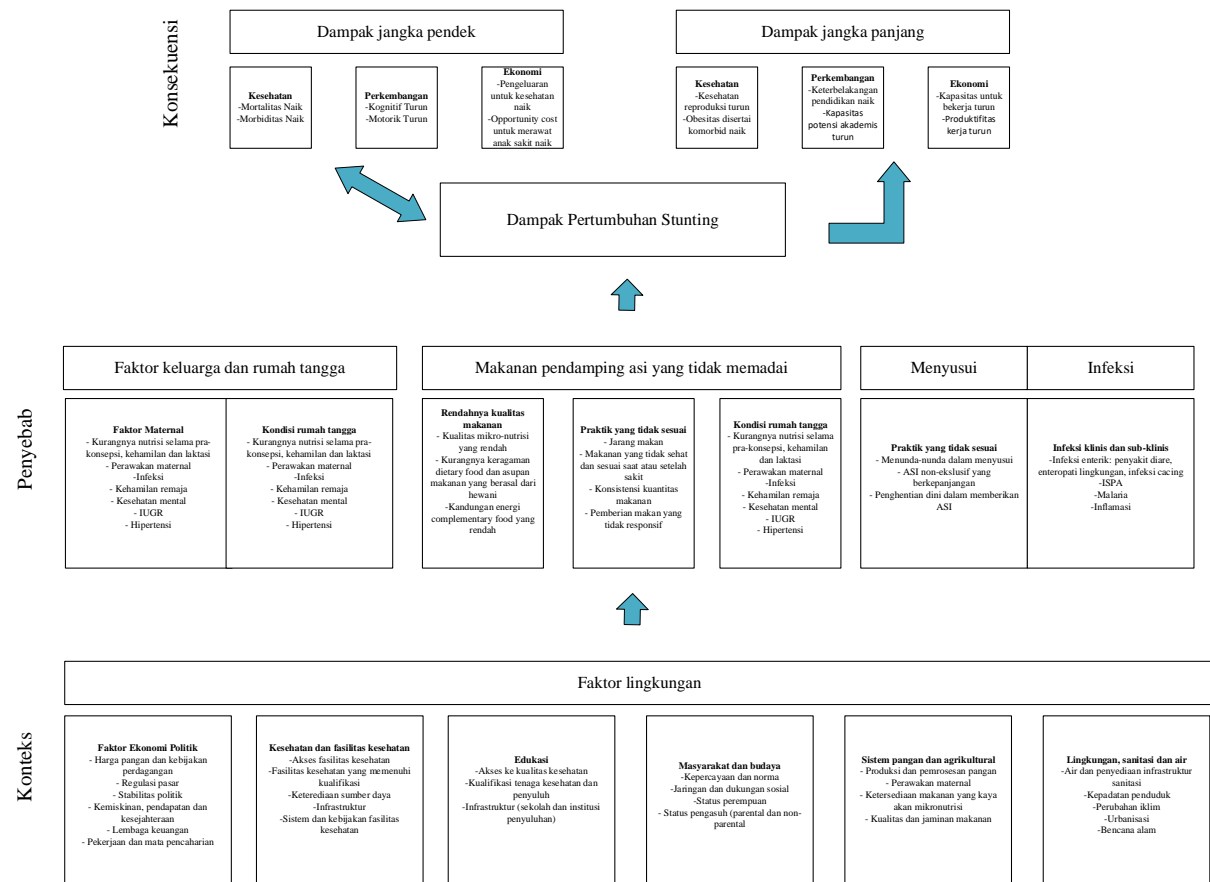 Konsekuensi
Dampak jangka pendek
Dampak jangka panjang
Kesehatan
-Mortalitas Naik
-Morbiditas Naik
Perkembangan
-Kognitif Turun
-Motorik Turun
Ekonomi
-Pengeluaran
untuk kesehatan
naik
-Opportunity cost
untuk merawat
anak sakit naik
Kesehatan
-Kesehatan
reproduksi turun
-Obesitas disertai
komorbid naik
Perkembangan
-Keterbelakangan
pendidikan naik
-Kapasitas
potensi akademis
turun
Ekonomi
-Kapasitas untuk
bekerja turun
-Produktifitas
kerja turun
Dampak Pertumbuhan Stunting
Penyebab
Faktor keluarga dan rumah tangga
Makanan pendamping asi yang tidak memadai
Menyusui
Infeksi
Faktor Maternal
- Kurangnya nutrisi selama pra-
konsepsi, kehamilan dan laktasi
- Perawakan maternal
-Infeksi
- Kehamilan remaja
- Kesehatan mental
- IUGR
- Hipertensi
Kondisi rumah tangga
- Kurangnya nutrisi selama pra-
konsepsi, kehamilan dan laktasi
- Perawakan maternal
-Infeksi
- Kehamilan remaja
- Kesehatan mental
- IUGR
- Hipertensi
Rendahnya kualitas
makanan
- Kualitas mikro-nutrisi
yang rendah
- Kurangnya keragaman
dietary food dan asupan
makanan yang berasal dari
hewani
- Kandungan energi
complementary food yang
rendah
Praktik yang tidak sesuai
- Jarang makan
- Makanan yang tidak sehat
dan sesuai saat atau setelah
sakit
- Konsistensi kuantitas
makanan
- Pemberian makan yang
tidak responsif
Kondisi rumah tangga
- Kurangnya nutrisi selama
pra-konsepsi, kehamilan
dan laktasi
- Perawakan maternal
-Infeksi
- Kehamilan remaja
- Kesehatan mental
- IUGR
- Hipertensi
Praktik yang tidak sesuai
- Menunda-nunda dalam menyusui
- ASI non-ekslusif yang
berkepanjangan
- Penghentian dini dalam memberikan
ASI
Infeksi klinis dan sub-klinis
-Infeksi enterik: penyakit diare,
enteropati lingkungan, infeksi cacing
-ISPA
-Malaria
-Inflamasi
Konteks
Faktor lingkungan
Faktor Ekonomi Politik
- Harga pangan dan kebijakan
perdagangan
- Regulasi pasar
- Stabilitas politik
- Kemiskinan, pendapatan dan
kesejahteraan
- Lembaga keuangan
- Pekerjaan dan mata pencaharian
Kesehatan dan fasilitas kesehatan
-Akses fasilitas kesehatan
-Fasilitas kesehatan yang memenuhi
kualifikasi
-Keterediaan sumber daya
-Infrastruktur
-Sistem dan kebijakan fasilitas
kesehatan
Edukasi
-Akses ke kualitas kesehatan
-Kualifikasi tenaga kesehatan dan
penyuluh
-Infrastruktur (sekolah dan institusi
penyuluhan)
Masyarakat dan budaya
-Kepercayaan dan norma
-Jaringan dan dukungan sosial
-Status perempuan
- Status pengasuh (parental dan non-
parental
Sistem pangan dan agrikultural
- Produksi dan pemrosesan pangan
- Perawakan maternal
- Ketersediaan makanan yang kaya
akan mikronutrisi
- Kualitas dan jaminan makanan
Lingkungan, sanitasi dan air
-Air dan penyediaan infrastruktur
sanitasi
-Kepadatan penduduk
-Perubahan iklim
-Urbanisasi
-Bencana alam